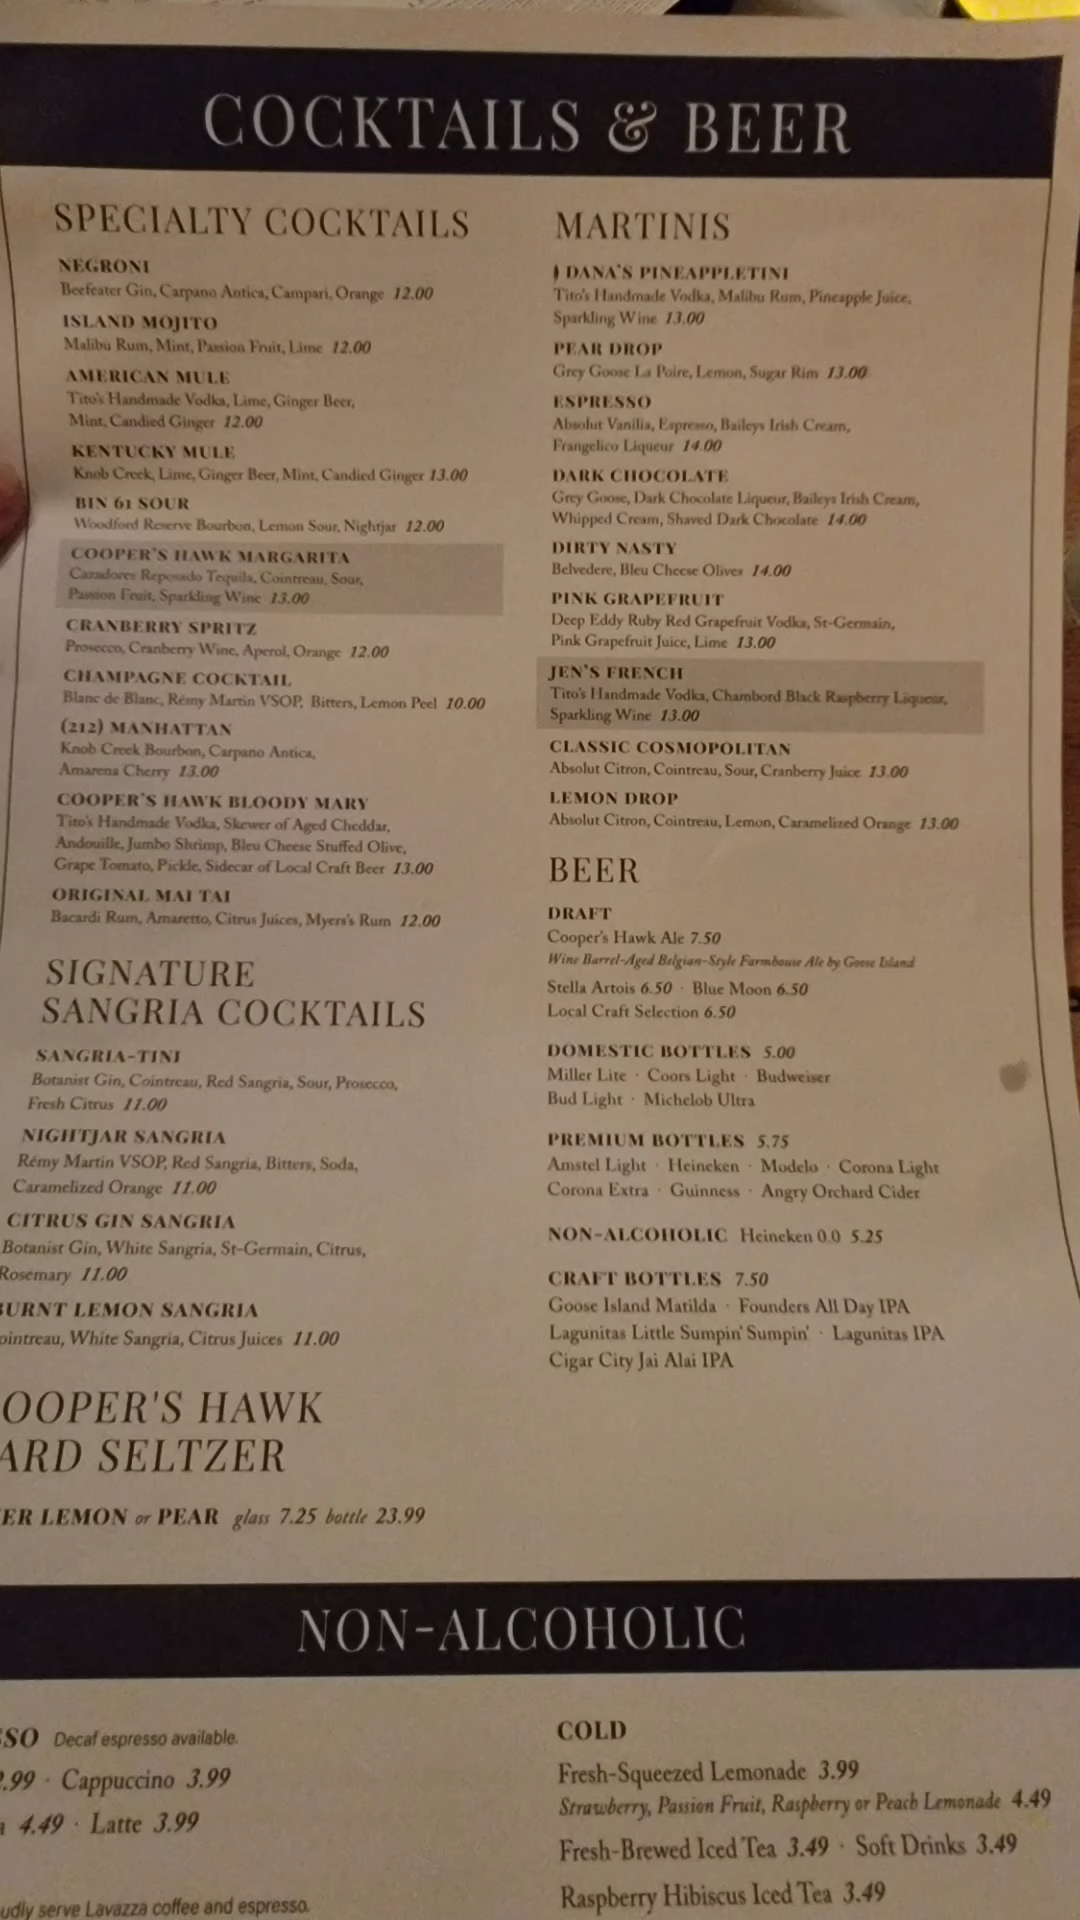 COCKTAILS & BEER
SPECIALTY COCKTAILS
NEGRONI
Beefeater Gin, Carpano Antica, Campari, Orange 12.00
ISLAND MOJITO
Malibu Rum, Mint, Passion Fruit, Lime 12.00
AMERICAN MULE
Tito's Handmade Vodka, Lime, Ginger Beer,
Mint, Candied Ginger 12.00
KENTUCKY MULE
Knob Creek, Lime, Ginger Beer, Mint, Candied Ginger 13.00
BIN 61 SOUR
Woodford Reserve Bourbon, Lemon Sour, Nightjar 12.00
COOPER'S HAWK MARGARITA
Cazadores Reposado Tequila, Cointreau, Sour,
Passion Fruit, Sparkling Wine 13.00
CRANBERRY SPRITZ
Prosecco, Cranberry Wine, Aperol, Orange 12.00
CHAMPAGNE COCKTAIL
Blanc de Blanc, Rémy Martin VSOP, Bitters, Lemon Peel 10.00
(212) MANHATTAN
Knob Creek Bourbon, Carpano Antica,
Amarena Cherry 13.00
COOPER'S HAWK BLOODY MARY
Tito's Handmade Vodka, Skewer of Aged Cheddar,
Andouille, Jumbo Shrimp, Bleu Cheese Stuffed Olive,
Grape Tomato, Pickle, Sidecar of Local Craft Beer 13.00
ORIGINAL MAI TAI
Bacardi Rum, Amaretto, Citrus Juices, Myers's Rum 12.00
SIGNATURE
SANGRIA COCKTAILS
SANGRIA-TINI
Botanist Gin, Cointreau, Red Sangria, Sour, Prosecco,
Fresh Citrus 11.00
NIGHTJAR SANGRIA
Rémy Martin VSOP, Red Sangria, Bitters, Soda,
Caramelized Orange 11.00
CITRUS GIN SANGRIA
Botanist Gin, White Sangria, St-Germain, Citrus,
Rosemary 11.00
BURNT LEMON SANGRIA
ointreau, White Sangria, Citrus Juices 11.00
OOPER'S HAWK
ARD SELTZER
ER LEMON or PEAR glass 7.25 bottle 23.99
MARTINIS
DANA'S PINEAPPLETINI
Tito's Handmade Vodka, Malibu Rum, Pineapple Juice,
Sparkling Wine 13.00
PEAR DROP
Grey Goose La Poire, Lemon, Sugar Rim 13.00
ESPRESSO
Absolut Vanilia, Espresso, Baileys Irish Cream,
Frangelico Liqueur 14.00
DARK CHOCOLATE
Grey Goose, Dark Chocolate Liqueur, Baileys Irish Cream,
Whipped Cream, Shaved Dark Chocolate 14.00
DIRTY NASTY
Belvedere, Bleu Cheese Olives 14.00
PINK GRAPEFRUIT
Deep Eddy Ruby Red Grapefruit Vodka, St-Germain,
Pink Grapefruit Juice, Lime 13.00
JEN'S FRENCH
Tito's Handmade Vodka, Chambord Black Raspberry Liqueur,
Sparkling Wine 13.00
CLASSIC COSMOPOLITAN
Absolut Citron, Cointreau, Sour, Cranberry Juice 13.00
LEMON DROP
Absolut Citron, Cointreau, Lemon, Caramelized Orange 13.00
BEER
DRAFT
Cooper's Hawk Ale 7.50
Wine Barrel-Aged Belgian-Style Farmhouse Ale by Goose Island
Stella Artois 6.50 · Blue Moon 6.50
Local Craft Selection 6.50
DOMESTIC BOTTLES 5.00
Miller Lite · Coors Light · Budweiser
Bud Light · Michelob Ultra
PREMIUM BOTTLES 5.75
Amstel Light · Heineken · Modelo · Corona Light
Corona Extra · Guinness · Angry Orchard Cider
NON-ALCOHOLIC Heineken 0.0 5.25
CRAFT BOTTLES 7.50
Goose Island Matilda · Founders All Day IPA
Lagunitas Little Sumpin' Sumpin' · Lagunitas IPA
Cigar City Jai Alai IPA
NON-ALCOHOLIC
SSO Decaf espresso available.
2.99 · Cappuccino 3.99
4.49 · Latte 3.99
udly serve Lavazza coffee and espresso.
COLD
Fresh-Squeezed Lemonade 3.99
Strawberry, Passion Fruit, Raspberry or Peach Lemonade 4.49
Fresh-Brewed Iced Tea 3.49 · Soft Drinks 3.49
Raspberry Hibiscus Iced Tea 3.49